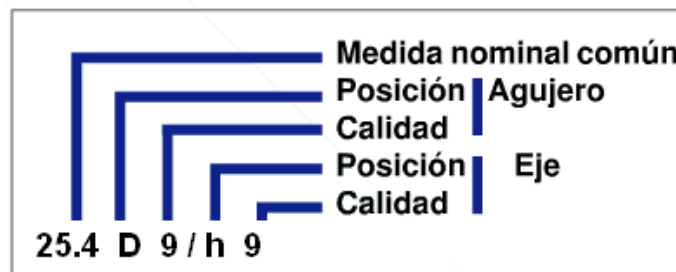 Medida nominal común
Posición Agujero
Calidad
Posición Eje
Calidad
25.4 D 9 / h 9